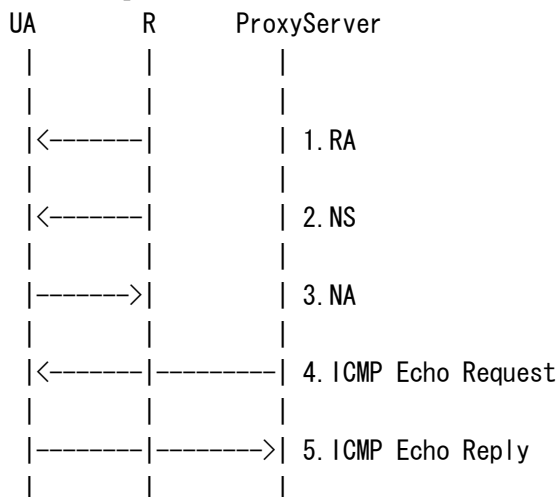 UA R ProxyServer
| | |
| | |
|<-------| | 1.RA
| | |
|<-------| | 2.NS
| | |
|------->| | 3.NA
| | |
|<-------|--------| 4.ICMP Echo Request
| | |
|--------|------->| 5.ICMP Echo Reply
| | |